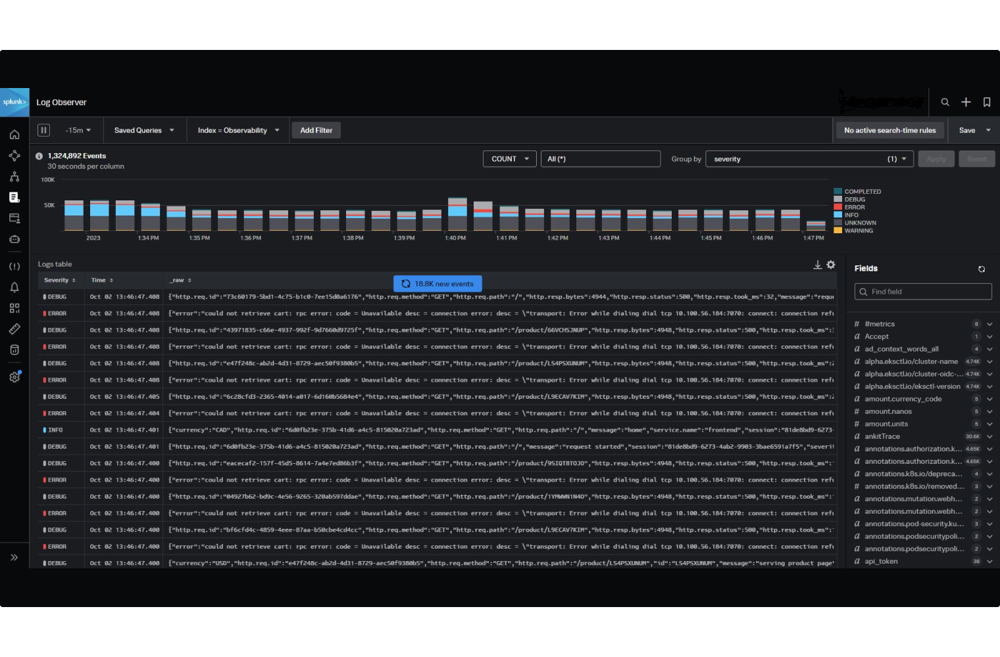 splunk>
Log Observer
-15m
Saved Queries
Index = Observability
Add Filter
No active search-time rules
Save
1,324,892 Events
30 seconds per column
COUNT
All (*)
Group by
severity
(1)
Apply
Reset
100K
50K
COMPLETED
DEBUG
ERROR
INFO
UNKNOWN
WARNING
2023 1:34 PM 1:35 PM 1:36 PM 1:37 PM 1:38 PM 1:39 PM 1:40 PM 1:41 PM 1:42 PM 1:43 PM 1:44 PM 1:45 PM 1:46 PM 1:47 PM
Logs table
Severity Time _raw
18.8K new events
DEBUG Oct 02 13:46:47.408 {"http.req.id":"73c60179-5bd1-4c75-b1c0-7ee15d0a6176","http.req.method":"GET","http.req.path":"/","http.resp.bytes":4944,"http.resp.status":500,"http.resp.took_ms":32,"message":"requ
ERROR Oct 02 13:46:47.408 {"error":"could not retrieve cart: rpc error: code = Unavailable desc = connection error: desc = \"transport: Error while dialing dial tcp 10.100.56.184:7070: connect: connection refu
DEBUG Oct 02 13:46:47.408 {"http.req.id":"43971835-c66e-4937-992f-9d7660d9725f","http.req.method":"GET","http.req.path":"/product/66VCHSJNUP","http.resp.bytes":4948,"http.resp.status":500,"http.resp.took_ms":
ERROR Oct 02 13:46:47.408 {"error":"could not retrieve cart: rpc error: code = Unavailable desc = connection error: desc = \"transport: Error while dialing dial tcp 10.100.56.184:7070: connect: connection refu
DEBUG Oct 02 13:46:47.408 {"http.req.id":"e47f248c-ab2d-4d31-8729-aec50f9380b5","http.req.method":"GET","http.req.path":"/product/LS4PSXUNUM","http.resp.bytes":4948,"http.resp.status":500,"http.resp.took_ms":
ERROR Oct 02 13:46:47.408 {"error":"could not retrieve cart: rpc error: code = Unavailable desc = connection error: desc = \"transport: Error while dialing dial tcp 10.100.56.184:7070: connect: connection refu
DEBUG Oct 02 13:46:47.405 {"http.req.id":"6c28cfd3-2365-4014-a017-6d160b5684e4","http.req.method":"GET","http.req.path":"/product/L9ECAV7KIM","http.resp.bytes":4948,"http.resp.status":500,"http.resp.took_ms":
ERROR Oct 02 13:46:47.404 {"error":"could not retrieve cart: rpc error: code = Unavailable desc = connection error: desc = \"transport: Error while dialing dial tcp 10.100.56.184:7070: connect: connection refu
INFO Oct 02 13:46:47.401 {"currency":"CAD","http.req.id":"6d0fb23e-375b-41d6-a4c5-815020a723ad","http.req.method":"GET","http.req.path":"/","message":"home","service.name":"frontend","session":"81de8bd9-6273-
DEBUG Oct 02 13:46:47.401 {"http.req.id":"6d0fb23e-375b-41d6-a4c5-815020a723ad","http.req.method":"GET","http.req.path":"/","message":"request started","session":"81de8bd9-6273-4ab2-9903-3bae6591a7f5","severi
DEBUG Oct 02 13:46:47.400 {"http.req.id":"eacecaf2-157f-45d5-8614-7a4e7ed86b3f","http.req.method":"GET","http.req.path":"/product/9SIQT8TOJO","http.resp.bytes":4948,"http.resp.status":500,"http.resp.took_ms":
ERROR Oct 02 13:46:47.400 {"error":"could not retrieve cart: rpc error: code = Unavailable desc = connection error: desc = \"transport: Error while dialing dial tcp 10.100.56.184:7070: connect: connection refu
DEBUG Oct 02 13:46:47.400 {"http.req.id":"04927b62-bd9c-4e56-9265-320ab597ddae","http.req.method":"GET","http.req.path":"/product/1YMWWN1N4O","http.resp.bytes":4948,"http.resp.status":500,"http.resp.took_ms":
ERROR Oct 02 13:46:47.400 {"error":"could not retrieve cart: rpc error: code = Unavailable desc = connection error: desc = \"transport: Error while dialing dial tcp 10.100.56.184:7070: connect: connection refu
DEBUG Oct 02 13:46:47.400 {"http.req.id":"bf6cfd4c-4859-4eee-87aa-b50cbe4cd4cc","http.req.method":"GET","http.req.path":"/product/L9ECAV7KIM","http.resp.bytes":4948,"http.resp.status":500,"http.resp.took_ms":
ERROR Oct 02 13:46:47.400 {"error":"could not retrieve cart: rpc error: code = Unavailable desc = connection error: desc = \"transport: Error while dialing dial tcp 10.100.56.184:7070: connect: connection refu
DEBUG Oct 02 13:46:47.400 {"currency":"USD","http.req.id":"e47f248c-ab2d-4d31-8729-aec50f9380b5","http.req.method":"GET","http.req.path":"/product/LS4PSXUNUM","id":"LS4PSXUNUM","message":"serving product page"
Fields
Find field
# #metrics 8
a Accept 1
a ad_context_words_all 4
a alpha.eksctl.io/cluster-name 4.74K
a alpha.eksctl.io/cluster-oidc-... 4.74K
a alpha.eksctl.io/eksctl-version 4.74K
a amount.currency_code 5
# amount.nanos 5
# amount.units 5
a ankitTrace 30.6K
a annotations.authorization.k... 4.65K
a annotations.authorization.k... 4.65K
a annotations.k8s.io/depreca... 4
# annotations.k8s.io/removed... 3
a annotations.mutation.webh... 2
a annotations.mutation.webh... 2
a annotations.pod-security.ku... 3
a annotations.podsecuritypoli... 2
a annotations.podsecuritypoli... 2
a api_token 38